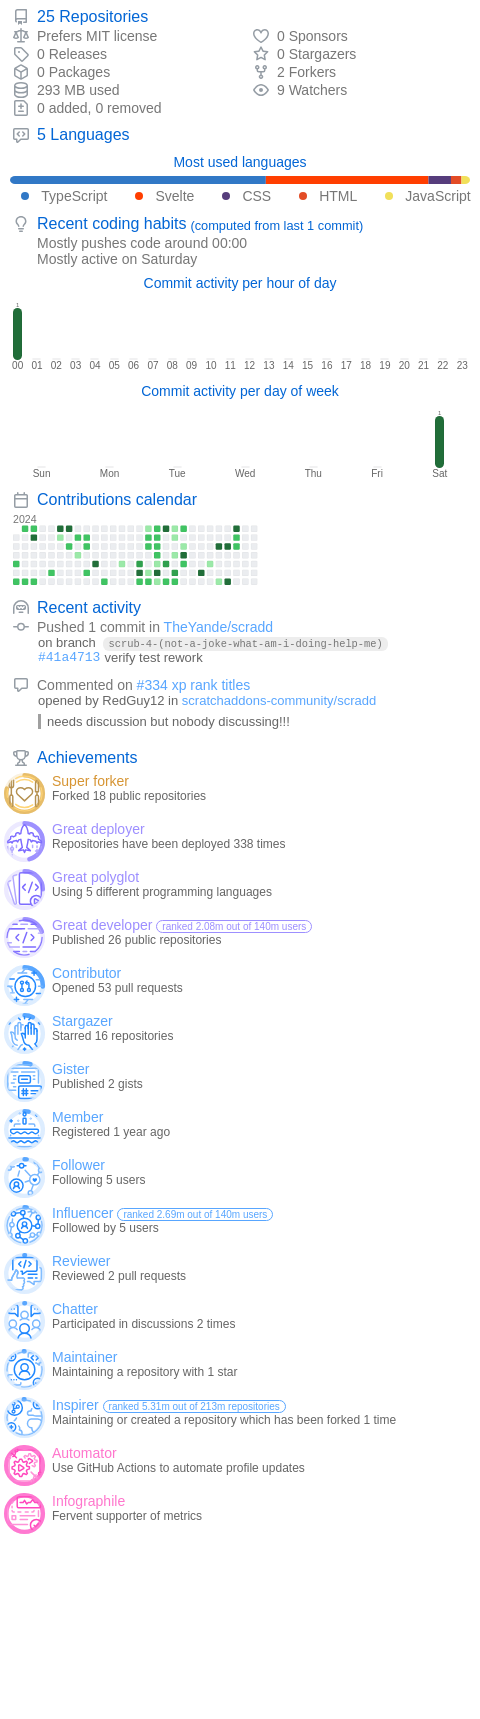 25 Repositories
Prefers MIT license
0 Sponsors
0 Releases
0 Stargazers
0 Packages
2 Forkers
293 MB used
9 Watchers
0 added, 0 removed
5 Languages
Most used languages
TypeScript Svelte CSS HTML JavaScript
Recent coding habits (computed from last 1 commit)
Mostly pushes code around 00:00
Mostly active on Saturday
Commit activity per hour of day
1
00 01 02 03 04 05 06 07 08 09 10 11 12 13 14 15 16 17 18 19 20 21 22 23
Commit activity per day of week
1
Sun Mon Tue Wed Thu Fri Sat
Contributions calendar
2024
Recent activity
Pushed 1 commit in TheYande/scradd
on branch scrub-4-(not-a-joke-what-am-i-doing-help-me)
#41a4713 verify test rework
Commented on #334 xp rank titles
opened by RedGuy12 in scratchaddons-community/scradd
needs discussion but nobody discussing!!!
Achievements
Super forker
Forked 18 public repositories
Great deployer
Repositories have been deployed 338 times
Great polyglot
Using 5 different programming languages
Great developer ranked 2.08m out of 140m users
Published 26 public repositories
Contributor
Opened 53 pull requests
Stargazer
Starred 16 repositories
Gister
Published 2 gists
Member
Registered 1 year ago
Follower
Following 5 users
Influencer ranked 2.69m out of 140m users
Followed by 5 users
Reviewer
Reviewed 2 pull requests
Chatter
Participated in discussions 2 times
Maintainer
Maintaining a repository with 1 star
Inspirer ranked 5.31m out of 213m repositories
Maintaining or created a repository which has been forked 1 time
Automator
Use GitHub Actions to automate profile updates
Infographile
Fervent supporter of metrics